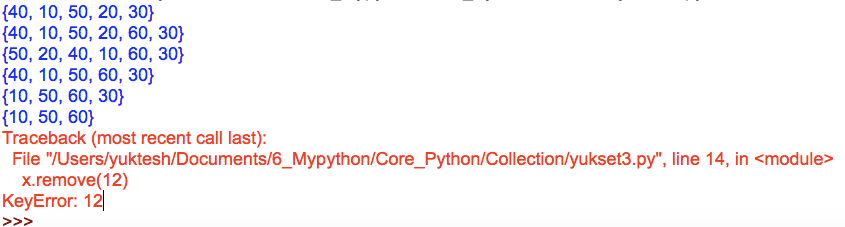 {40, 10, 50, 20, 30}
{40, 10, 50, 20, 60, 30}
{50, 20, 40, 10, 60, 30}
{40, 10, 50, 60, 30}
{10, 50, 60, 30}
{10, 50, 60}
Traceback (most recent call last):
  File "/Users/yuktesh/Documents/6_Mypython/Core_Python/Collection/yukset3.py", line 14, in <module>
    x.remove(12)
KeyError: 12
>>>